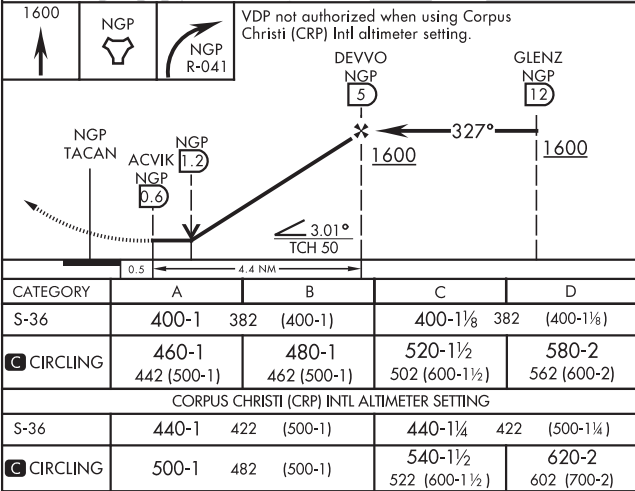 1600
NGP
NGP
R-041
VDP not authorized when using Corpus
Christi (CRP) Intl altimeter setting.
DEVVO
NGP
5
GLENZ
NGP
12
327°
1600
1600
NGP
TACAN
ACVIK
NGP
0.6
NGP
1.2
3.01°
TCH 50
0.5
4.4 NM
CATEGORY A B C D
S-36 400-1 382 (400-1) 400-1⅛ 382 (400-1⅛)
C CIRCLING 460-1 480-1 520-1½ 580-2
442 (500-1) 462 (500-1) 502 (600-1½) 562 (600-2)
CORPUS CHRISTI (CRP) INTL ALTIMETER SETTING
S-36 440-1 422 (500-1) 440-1¼ 422 (500-1¼)
C CIRCLING 500-1 482 (500-1) 540-1½ 620-2
522 (600-1½) 602 (700-2)